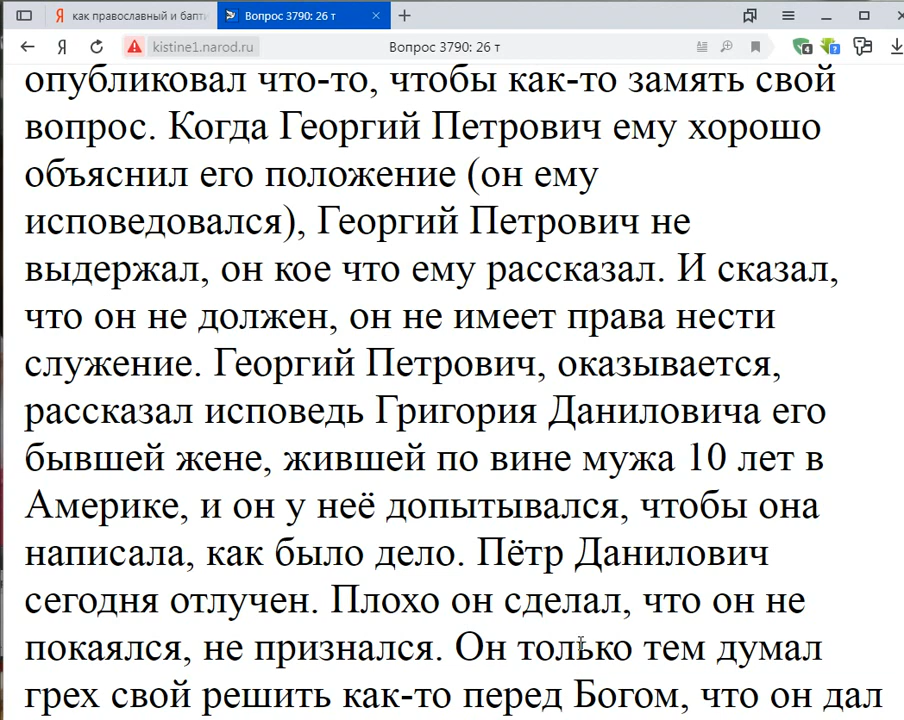 как православный и бапти
Вопрос 3790: 26 т
kistine1.narod.ru
Вопрос 3790: 26 т
опубликовал что-то, чтобы как-то замять свой
вопрос. Когда Георгий Петрович ему хорошо
объяснил его положение (он ему
исповедовался), Георгий Петрович не
выдержал, он кое что ему рассказал. И сказал,
что он не должен, он не имеет права нести
служение. Георгий Петрович, оказывается,
рассказал исповедь Григория Даниловича его
бывшей жене, жившей по вине мужа 10 лет в
Америке, и он у неё допытывался, чтобы она
написала, как было дело. Пётр Данилович
сегодня отлучен. Плохо он сделал, что он не
покаялся, не признался. Он только тем думал
грех свой решить как-то перед Богом, что он дал